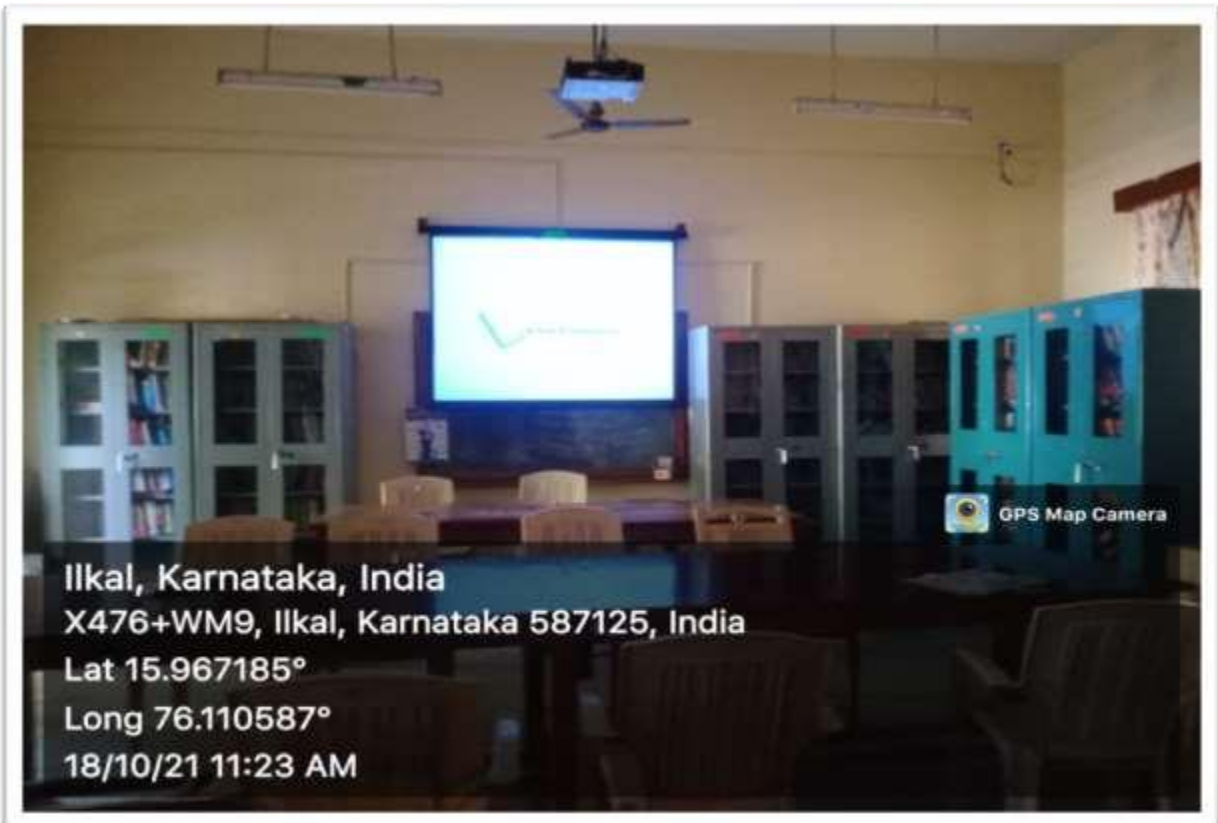 GPS Map Camera
Ilkal, Karnataka, India
X476+WM9, Ilkal, Karnataka 587125, India
Lat 15.967185°
Long 76.110587°
18/10/21 11:23 AM